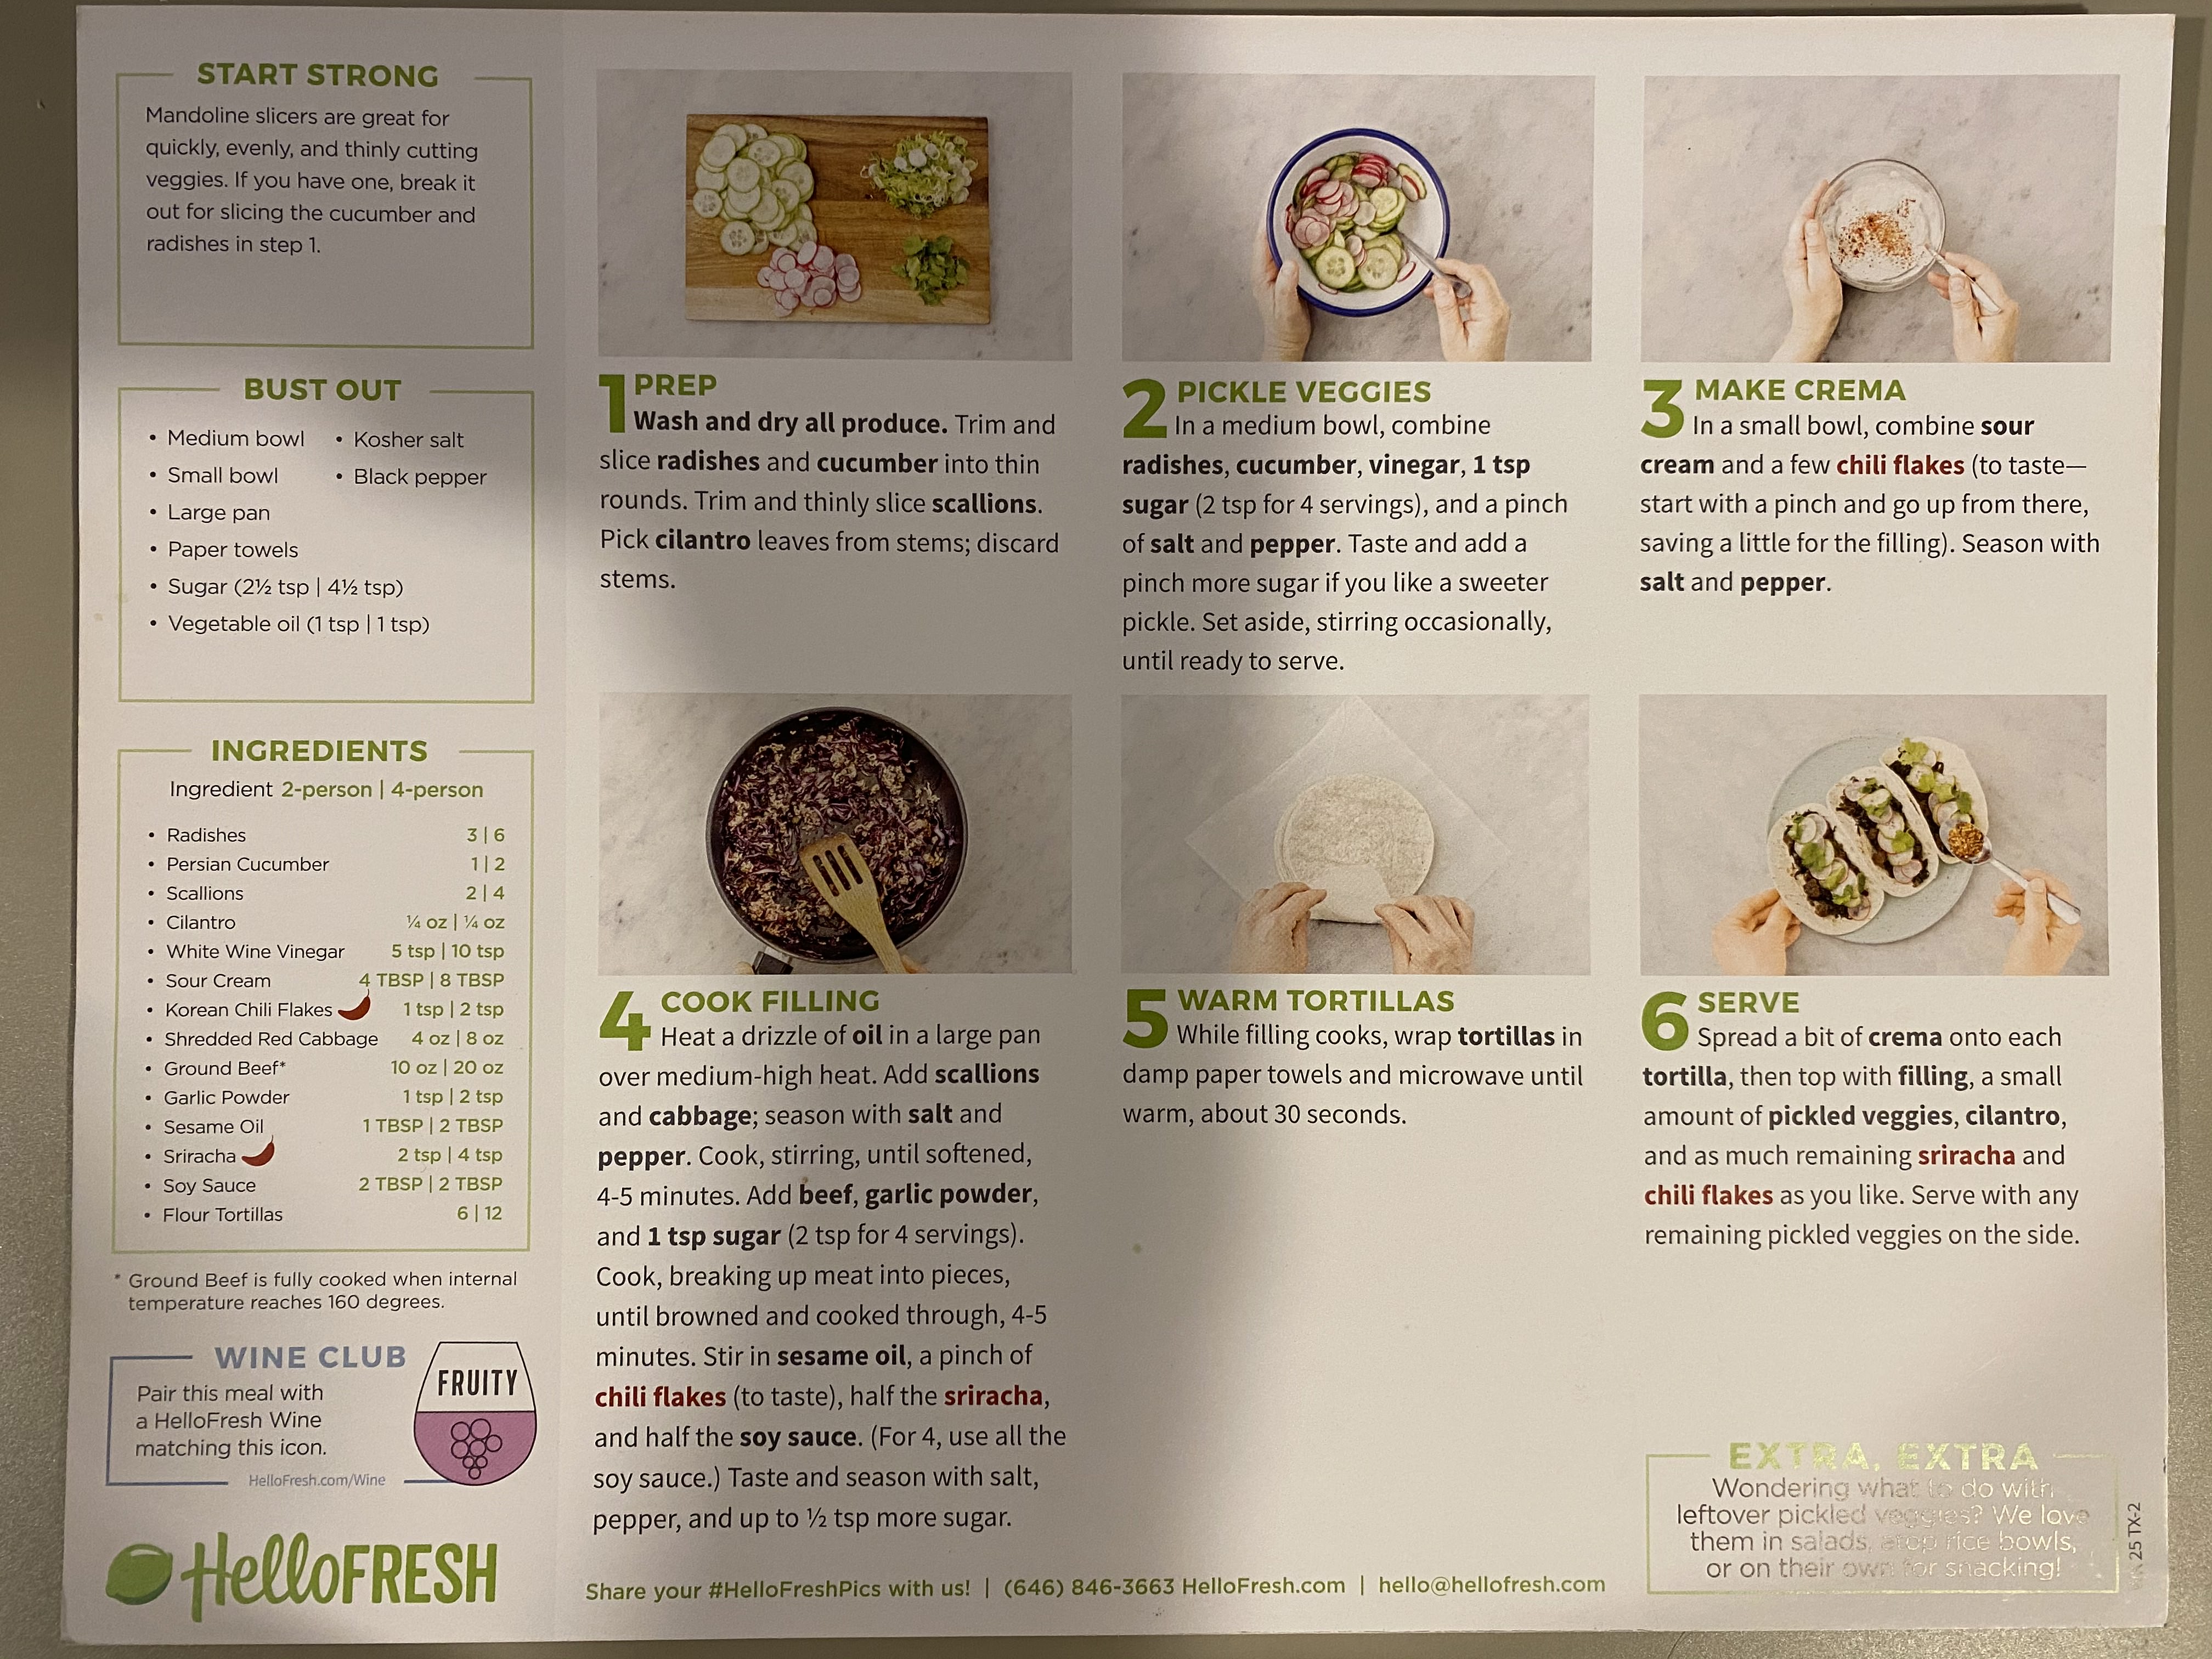 START STRONG
Mandoline slicers are great for
quickly, evenly, and thinly cutting
veggies. If you have one, break it
out for slicing the cucumber and
radishes in step 1.
BUST OUT
• Medium bowl
• Small bowl
• Large pan
• Paper towels
• Sugar (2½ tsp | 4½ tsp)
• Vegetable oil (1 tsp | 1 tsp)
• Kosher salt
• Black pepper
INGREDIENTS
Ingredient 2-person | 4-person
• Radishes 3 | 6
• Persian Cucumber 1 | 2
• Scallions 2 | 4
• Cilantro ¼ oz | ¼ oz
• White Wine Vinegar 5 tsp | 10 tsp
• Sour Cream 4 TBSP | 8 TBSP
• Korean Chili Flakes 1 tsp | 2 tsp
• Shredded Red Cabbage 4 oz | 8 oz
• Ground Beef* 10 oz | 20 oz
• Garlic Powder 1 tsp | 2 tsp
• Sesame Oil 1 TBSP | 2 TBSP
• Sriracha 2 tsp | 4 tsp
• Soy Sauce 2 TBSP | 2 TBSP
• Flour Tortillas 6 | 12
* Ground Beef is fully cooked when internal
temperature reaches 160 degrees.
WINE CLUB
Pair this meal with
a HelloFresh Wine
matching this icon.
HelloFresh.com/Wine
FRUITY
HelloFRESH
1 PREP
Wash and dry all produce. Trim and
slice radishes and cucumber into thin
rounds. Trim and thinly slice scallions.
Pick cilantro leaves from stems; discard
stems.
2 PICKLE VEGGIES
In a medium bowl, combine
radishes, cucumber, vinegar, 1 tsp
sugar (2 tsp for 4 servings), and a pinch
of salt and pepper. Taste and add a
pinch more sugar if you like a sweeter
pickle. Set aside, stirring occasionally,
until ready to serve.
3 MAKE CREMA
In a small bowl, combine sour
cream and a few chili flakes (to taste—
start with a pinch and go up from there,
saving a little for the filling). Season with
salt and pepper.
4 COOK FILLING
Heat a drizzle of oil in a large pan
over medium-high heat. Add scallions
and cabbage; season with salt and
pepper. Cook, stirring, until softened,
4-5 minutes. Add beef, garlic powder,
and 1 tsp sugar (2 tsp for 4 servings).
Cook, breaking up meat into pieces,
until browned and cooked through, 4-5
minutes. Stir in sesame oil, a pinch of
chili flakes (to taste), half the sriracha,
and half the soy sauce. (For 4, use all the
soy sauce.) Taste and season with salt,
pepper, and up to ½ tsp more sugar.
5 WARM TORTILLAS
While filling cooks, wrap tortillas in
damp paper towels and microwave until
warm, about 30 seconds.
6 SERVE
Spread a bit of crema onto each
tortilla, then top with filling, a small
amount of pickled veggies, cilantro,
and as much remaining sriracha and
chili flakes as you like. Serve with any
remaining pickled veggies on the side.
EXTRA, EXTRA
Wondering what to do with
leftover pickled veggies? We love
them in salads, atop rice bowls,
or on their own for snacking!
Share your #HelloFreshPics with us! | (646) 846-3663 HelloFresh.com | hello@hellofresh.com
25 TX-2